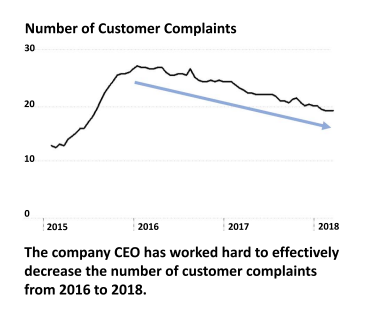 Number of Customer Complaints
30
20
10
0
2015 2016 2017 2018
The company CEO has worked hard to effectively
decrease the number of customer complaints
from 2016 to 2018.